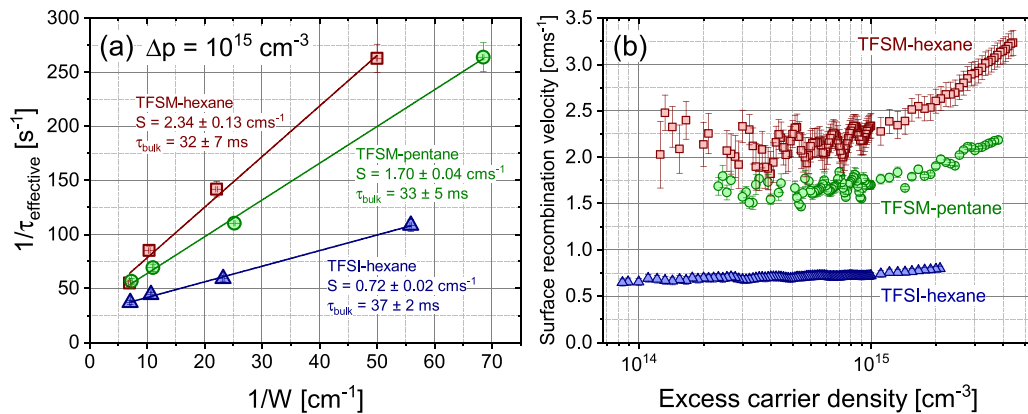 (a) Δp = 10¹⁵ cm⁻³
TFSM-hexane
S = 2.34 ± 0.13 cms⁻¹
τbulk = 32 ± 7 ms
TFSM-pentane
S = 1.70 ± 0.04 cms⁻¹
τbulk = 33 ± 5 ms
TFSI-hexane
S = 0.72 ± 0.02 cms⁻¹
τbulk = 37 ± 2 ms
1/τeffective [s⁻¹]
300
250
200
150
100
50
0
0 10 20 30 40 50 60 70
1/W [cm⁻¹]
(b)
TFSM-hexane
TFSM-pentane
TFSI-hexane
Surface recombination velocity [cms⁻¹]
3.5
3.0
2.5
2.0
1.5
1.0
0.5
0.0
10¹⁴ 10¹⁵
Excess carrier density [cm⁻³]